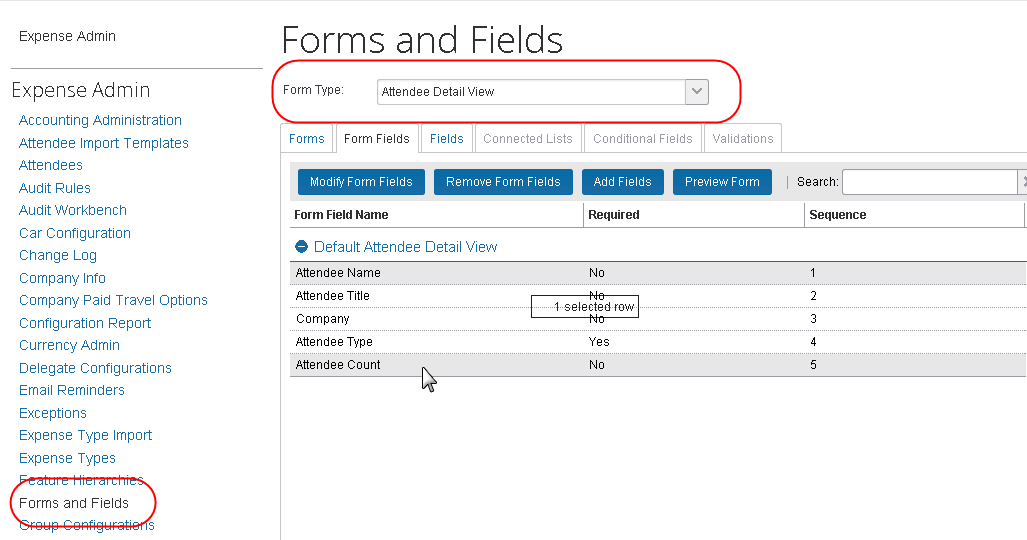 Expense Admin
Expense Admin
Accounting Administration
Attendee Import Templates
Attendees
Audit Rules
Audit Workbench
Car Configuration
Change Log
Company Info
Company Paid Travel Options
Configuration Report
Currency Admin
Delegate Configurations
Email Reminders
Exceptions
Expense Type Import
Expense Types
Feature Hierarchies
Forms and Fields
Group Configurations
Forms and Fields
Form Type: Attendee Detail View
Forms Form Fields Fields Connected Lists Conditional Fields Validations
Modify Form Fields Remove Form Fields Add Fields Preview Form | Search:
Form Field Name Required Sequence
Default Attendee Detail View
Attendee Name No 1
Attendee Title No 2
1 selected row
Company No 3
Attendee Type Yes 4
Attendee Count No 5